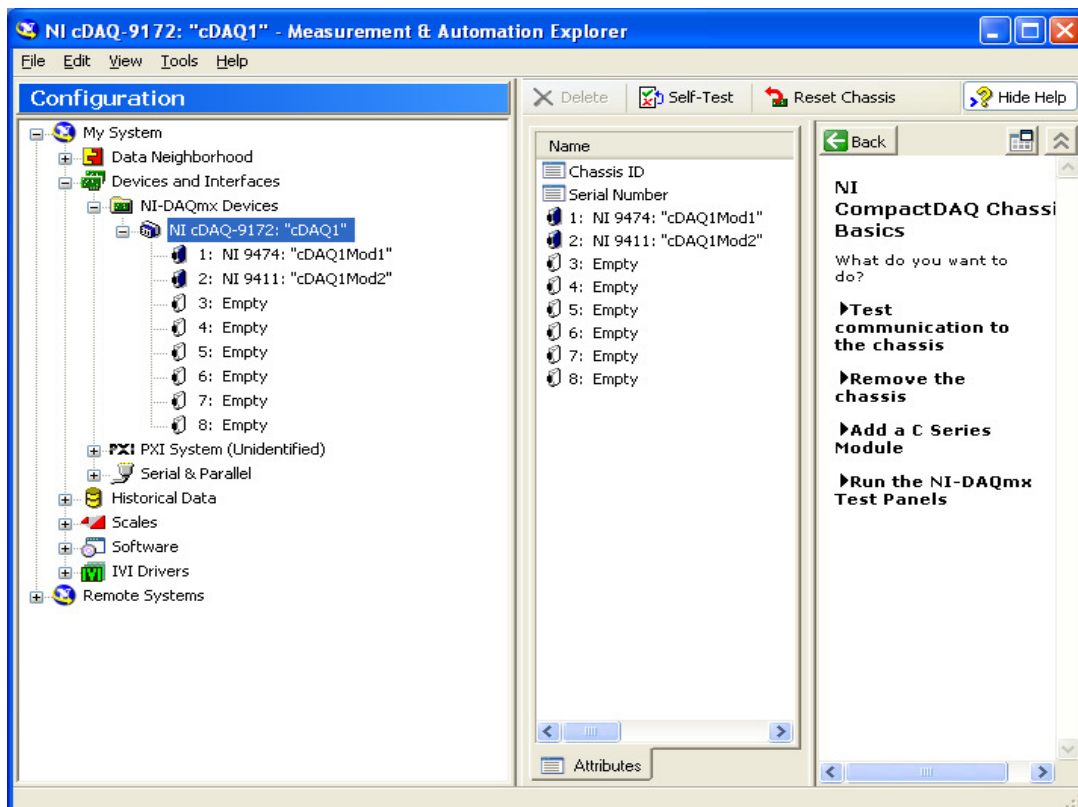 NI cDAQ-9172: "cDAQ1" - Measurement & Automation Explorer
File Edit View Tools Help
Configuration
My System
Data Neighborhood
Devices and Interfaces
NI-DAQmx Devices
NI cDAQ-9172: "cDAQ1"
1: NI 9474: "cDAQ1Mod1"
2: NI 9411: "cDAQ1Mod2"
3: Empty
4: Empty
5: Empty
6: Empty
7: Empty
8: Empty
PXI PXI System (Unidentified)
Serial & Parallel
Historical Data
Scales
Software
IVI IVI Drivers
Remote Systems
Delete Self-Test Reset Chassis Hide Help
Name
Chassis ID
Serial Number
1: NI 9474: "cDAQ1Mod1"
2: NI 9411: "cDAQ1Mod2"
3: Empty
4: Empty
5: Empty
6: Empty
7: Empty
8: Empty
Attributes
Back
NI
CompactDAQ Chassi
Basics
What do you want to
do?
Test
communication to
the chassis
Remove the
chassis
Add a C Series
Module
Run the NI-DAQmx
Test Panels